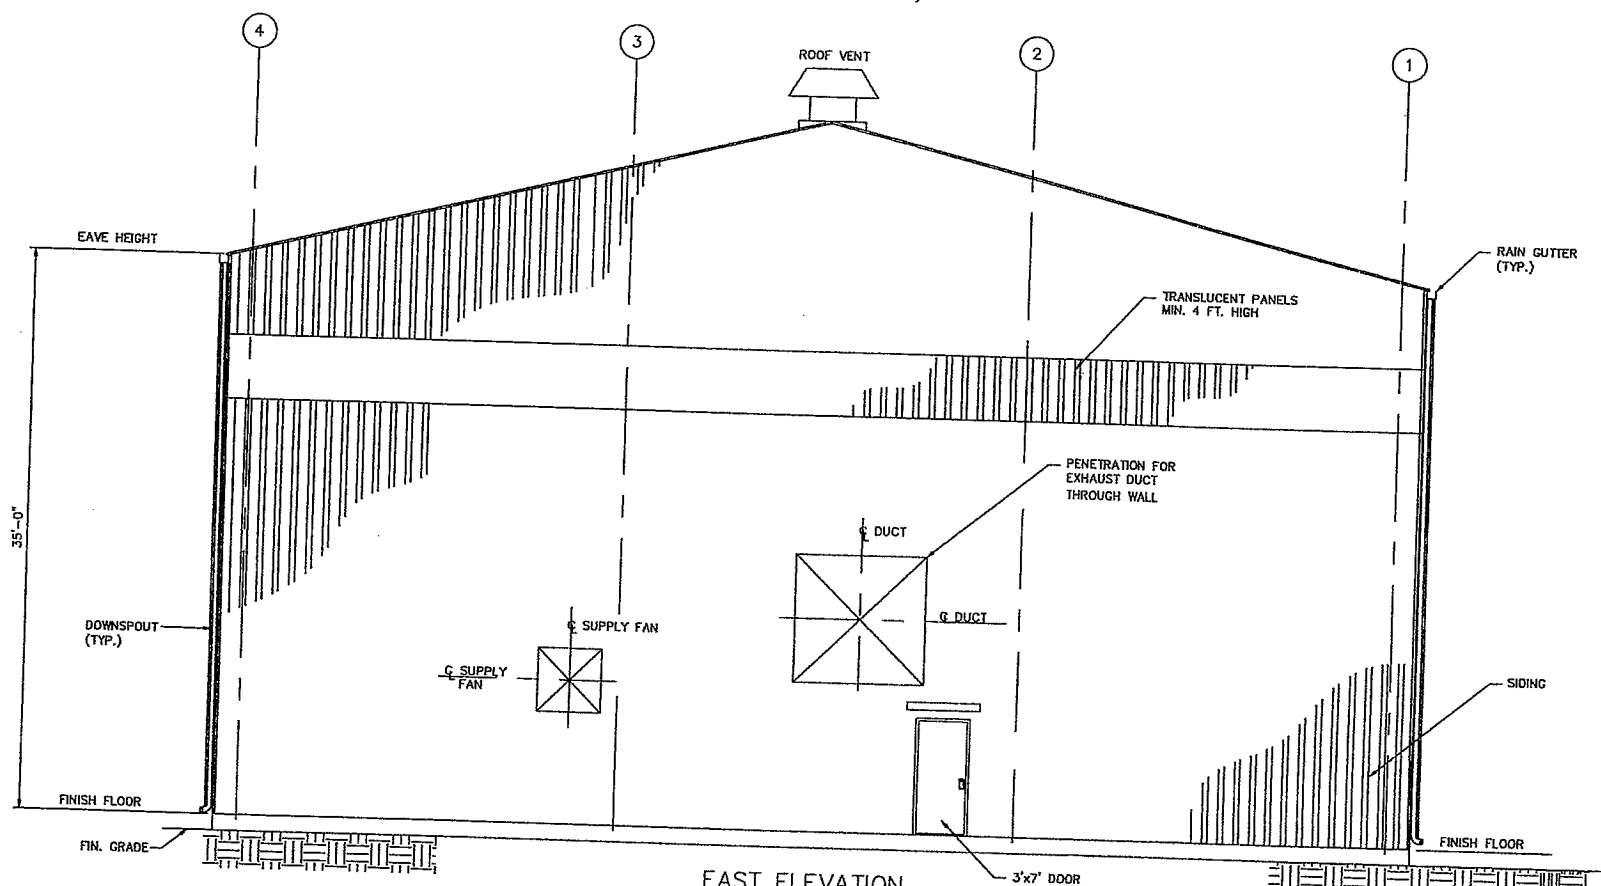 4
3
2
1
ROOF VENT
EAVE HEIGHT
RAIN GUTTER
(TYP.)
TRANSLUCENT PANELS
MIN. 4 FT. HIGH
PENETRATION FOR
EXHAUST DUCT
THROUGH WALL
35'-0"
℄ DUCT
℄ DUCT
DOWNSPOUT
(TYP.)
℄ SUPPLY FAN
℄ SUPPLY
FAN
SIDING
FINISH FLOOR
FIN. GRADE
FINISH FLOOR
EAST ELEVATION
3'x7' DOOR